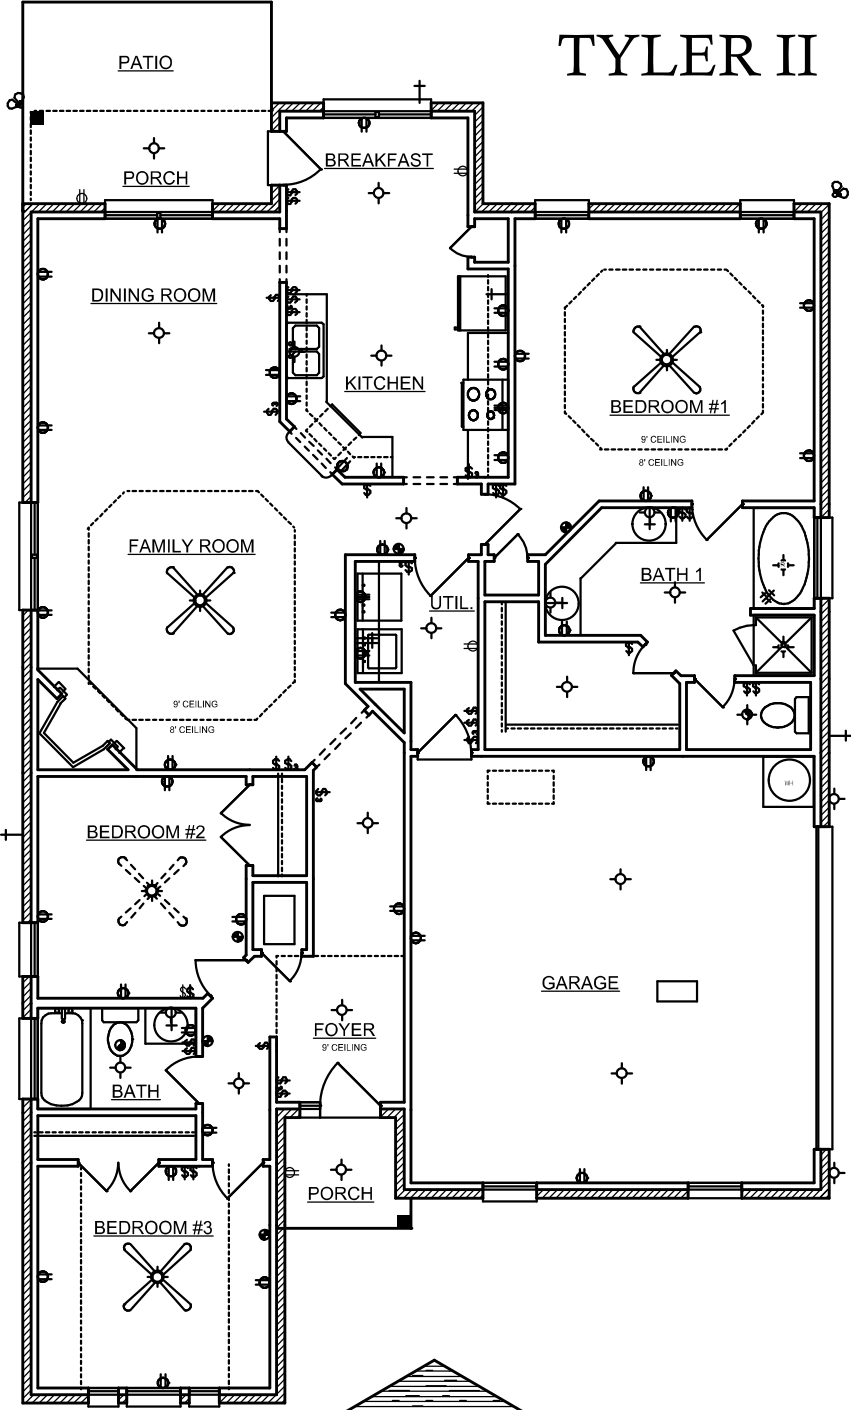 TYLER II
PATIO
PORCH
BREAKFAST
DINING ROOM
KITCHEN
BEDROOM #1
9' CEILING
8' CEILING
FAMILY ROOM
9' CEILING
8' CEILING
UTIL.
BATH 1
WH
BEDROOM #2
GARAGE
FOYER
9' CEILING
BATH
PORCH
BEDROOM #3